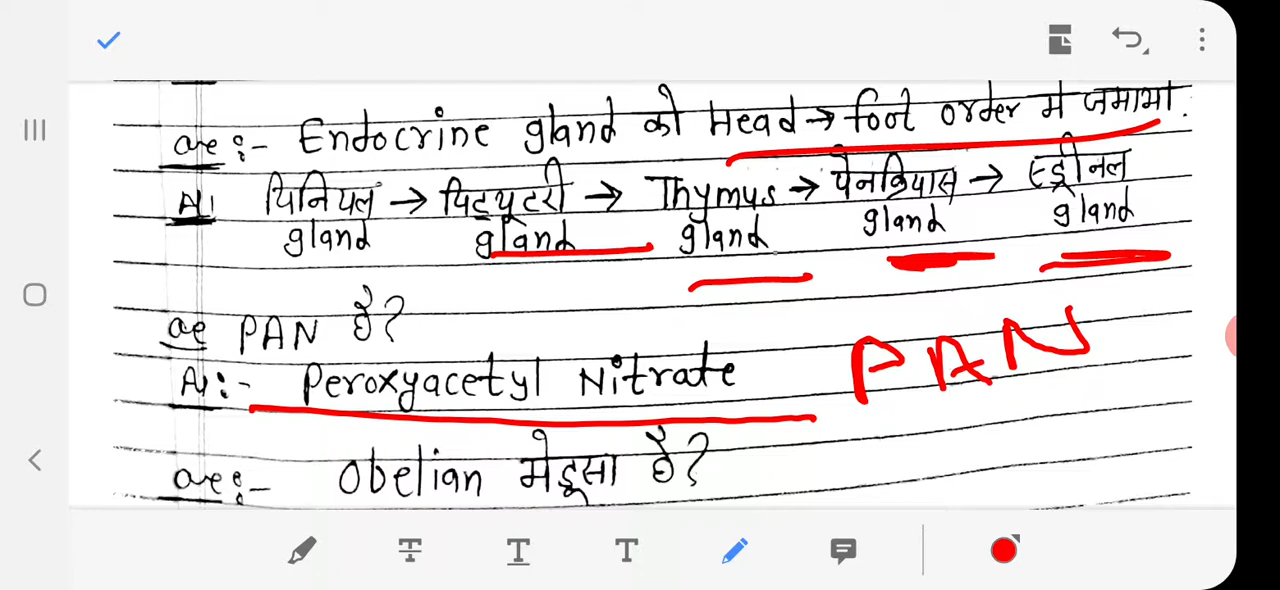 Que:- Endocrine gland को Head→foot order मे जमामो.
A: पिनियल → पिट्यूटरी → Thymus → पेनक्रियास → एड्रीनल
gland gland gland gland gland
Que PAN है?
A:- Peroxyacetyl Nitrate PAN
Que:- Obelian मेडूसा है?
T T T